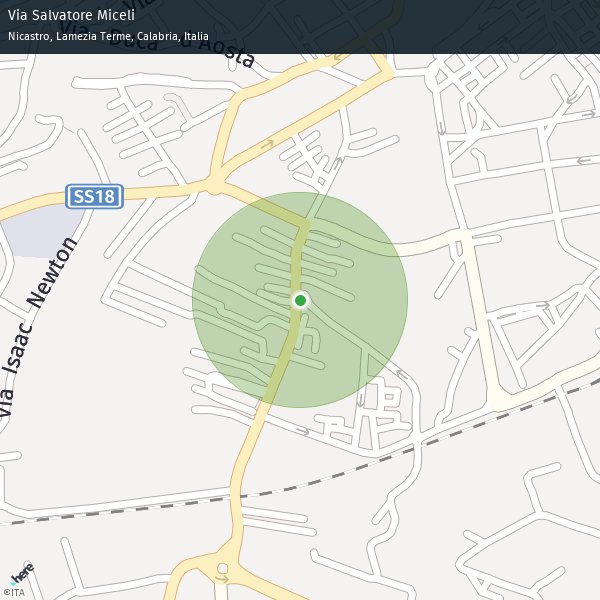 Via Salvatore Miceli
Nicastro, Lamezia Terme, Calabria, Italia
Via Duca d'Aosta
SS18
Via Isaac Newton
here
©ITA